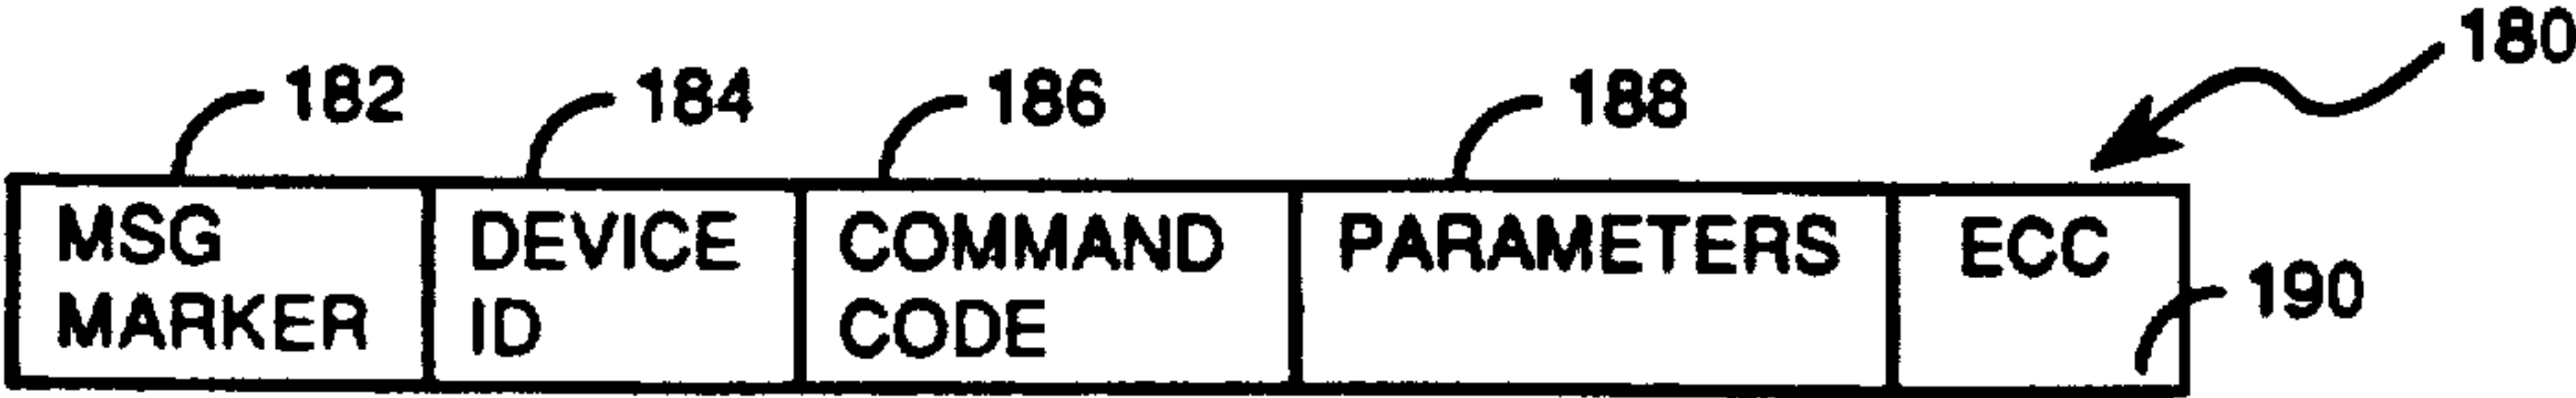 180
182
184
186
188
MSG
MARKER
DEVICE
ID
COMMAND
CODE
PARAMETERS
ECC
190